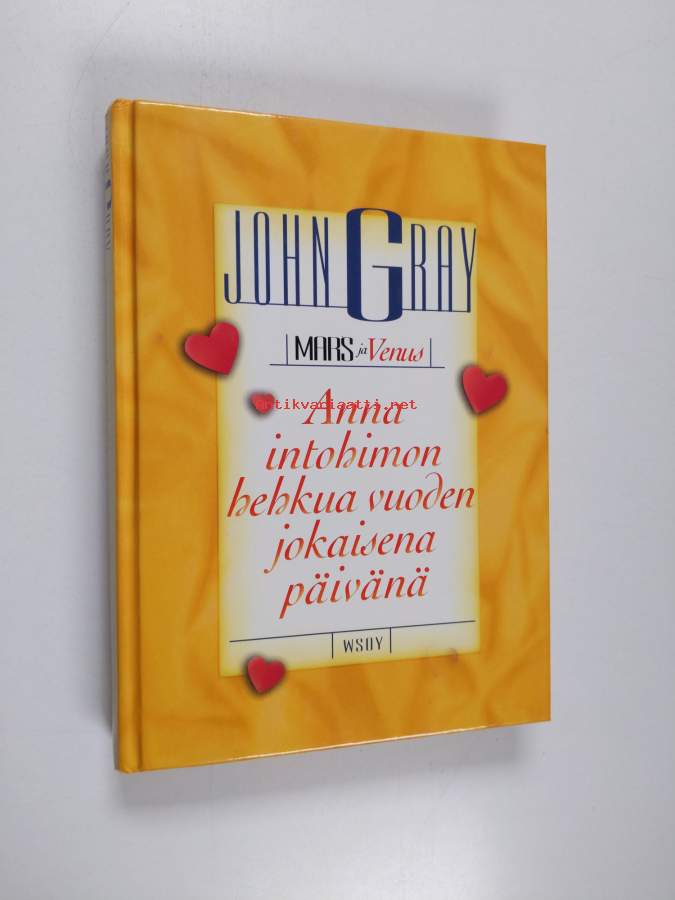 JOHN GRAY
MARS ja Venus
antikvariaatti.net
Anna
intohimon
hehkua vuoden
jokaisena
päivänä
WSOY